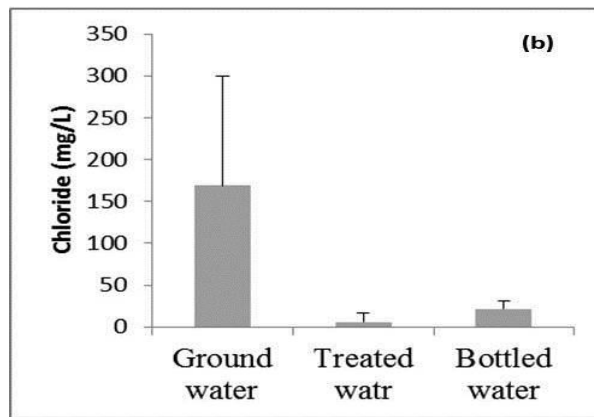 (b)
Chloride (mg/L)
350
300
250
200
150
100
50
0
Ground
water
Treated
watr
Bottled
water